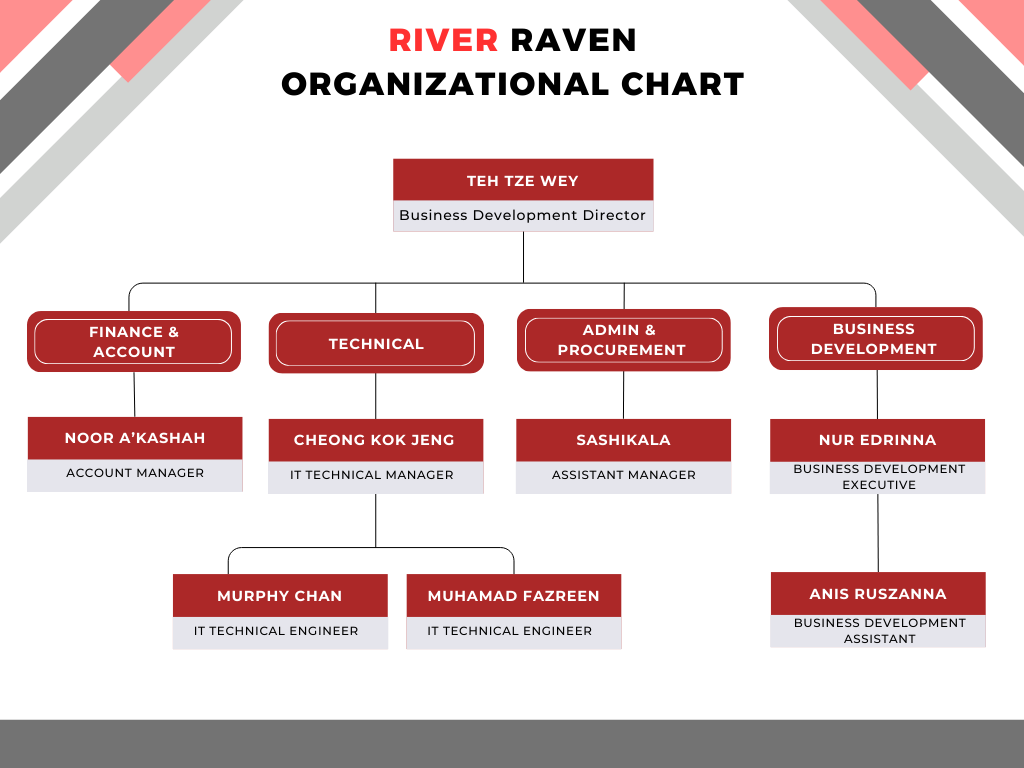 RIVER RAVEN
ORGANIZATIONAL CHART
TEH TZE WEY
Business Development Director
FINANCE &
ACCOUNT
TECHNICAL
ADMIN &
PROCUREMENT
BUSINESS
DEVELOPMENT
NOOR A’KASHAH
ACCOUNT MANAGER
CHEONG KOK JENG
IT TECHNICAL MANAGER
SASHIKALA
ASSISTANT MANAGER
NUR EDRINNA
BUSINESS DEVELOPMENT
EXECUTIVE
MURPHY CHAN
IT TECHNICAL ENGINEER
MUHAMAD FAZREEN
IT TECHNICAL ENGINEER
ANIS RUSZANNA
BUSINESS DEVELOPMENT
ASSISTANT